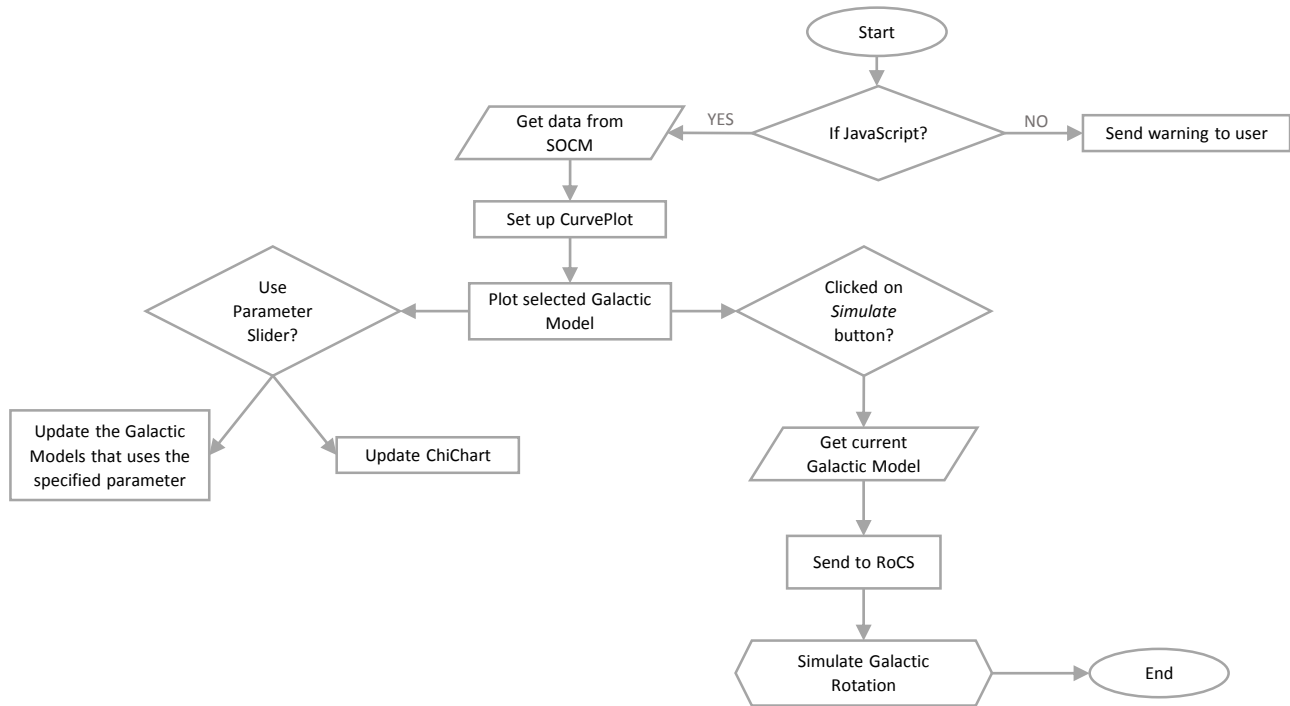 Start
If JavaScript?
YES
NO
Get data from
SOCM
Send warning to user
Set up CurvePlot
Use
Parameter
Slider?
Plot selected Galactic
Model
Clicked on
Simulate
button?
Update the Galactic
Models that uses the
specified parameter
Update ChiChart
Get current
Galactic Model
Send to RoCS
Simulate Galactic
Rotation
End